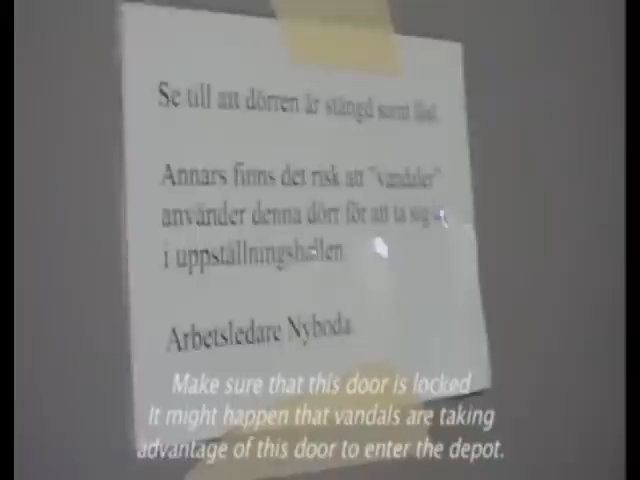 Se till att dörren är stängd samt låst
Annars finns det risk att "vandaler"
använder denna dörr för att ta sig
i uppställningshallen
Arbetsledare Nyboda
Make sure that this door is locked
It might happen that vandals are taking
advantage of this door to enter the depot.